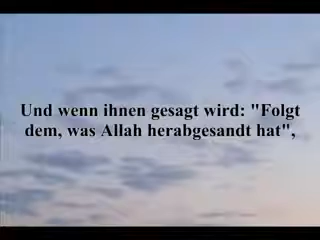 Und wenn ihnen gesagt wird: "Folgt
dem, was Allah herabgesandt hat",